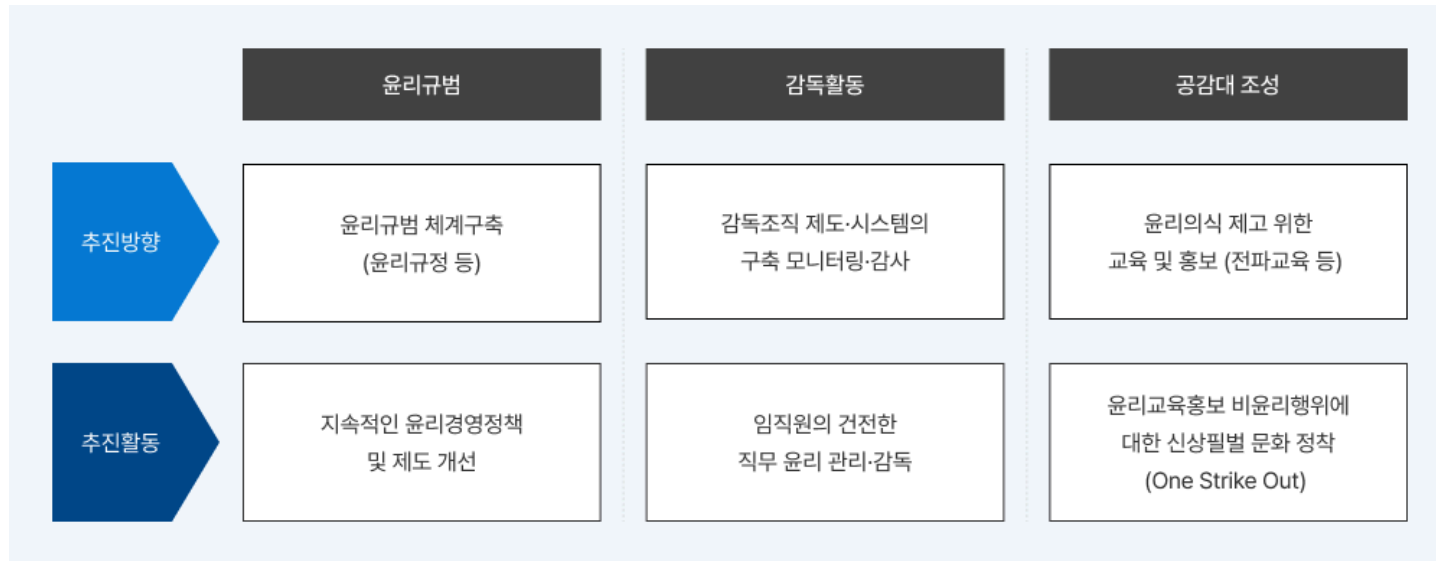 윤리규범
감독활동
공감대 조성
추진방향
윤리규범 체계구축
(윤리규정 등)
감독조직 제도·시스템의
구축 모니터링·감사
윤리의식 제고 위한
교육 및 홍보 (전파교육 등)
추진활동
지속적인 윤리경영정책
및 제도 개선
임직원의 건전한
직무 윤리 관리·감독
윤리교육홍보 비윤리행위에
대한 신상필벌 문화 정착
(One Strike Out)